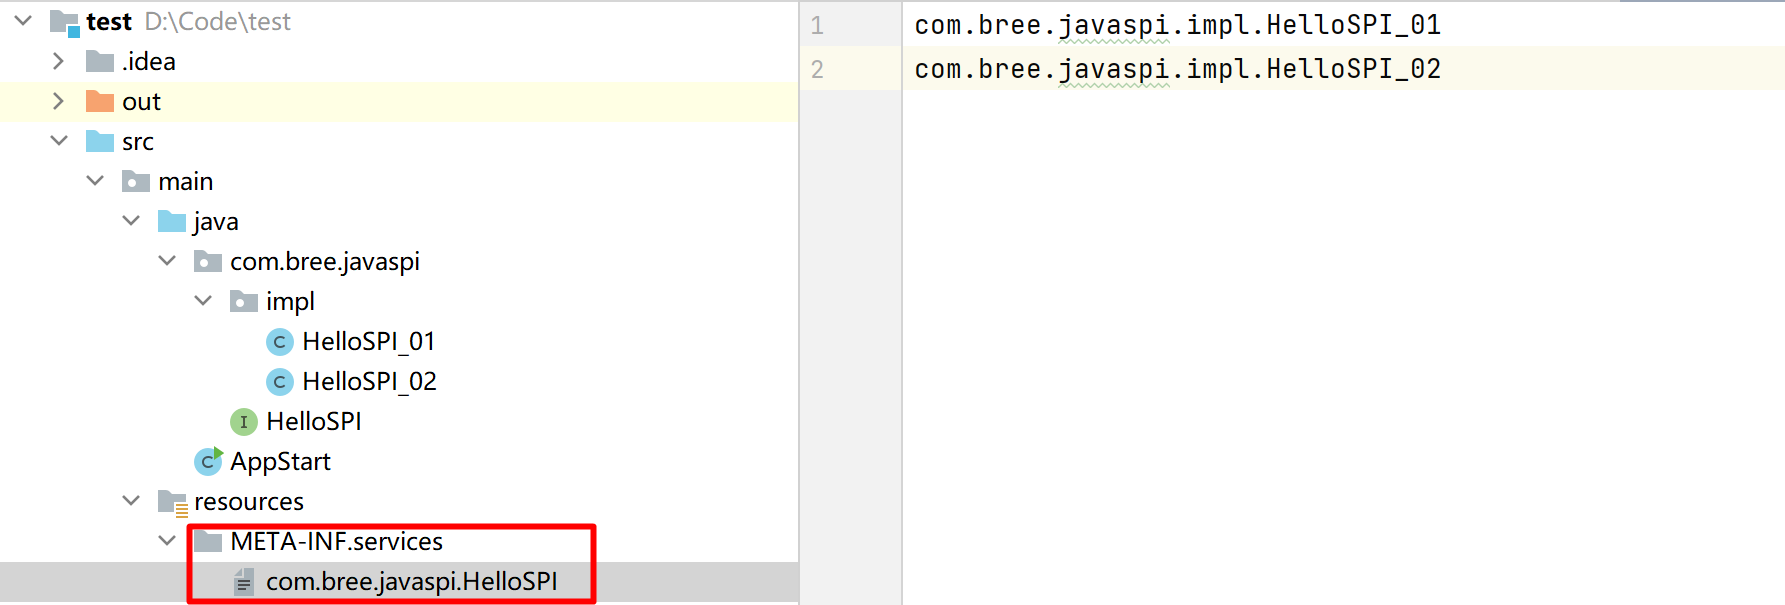 test D:\Code\test
.idea
out
src
main
java
com.bree.javaspi
impl
HelloSPI_01
HelloSPI_02
HelloSPI
AppStart
resources
META-INF.services
com.bree.javaspi.HelloSPI
1 com.bree.javaspi.impl.HelloSPI_01
2 com.bree.javaspi.impl.HelloSPI_02